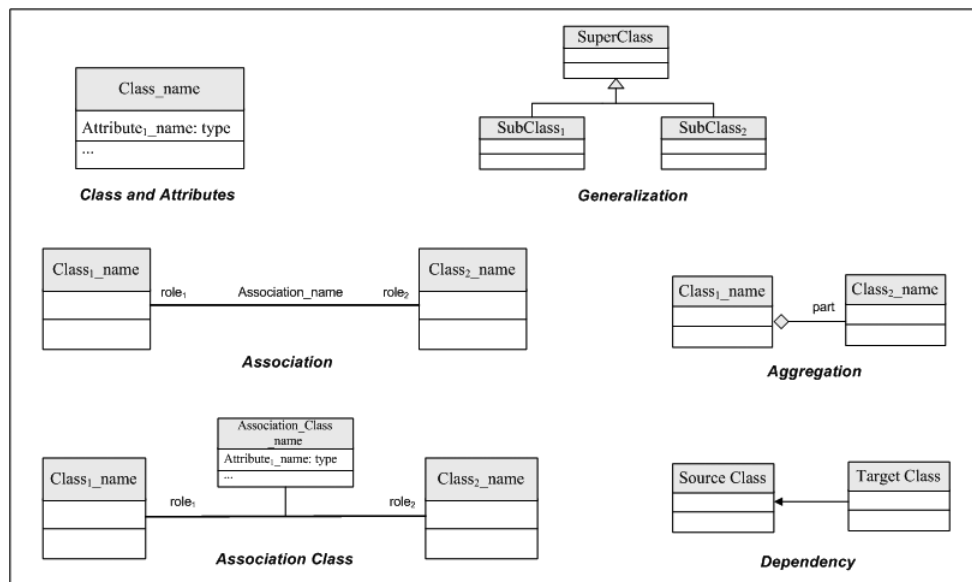 Class_name
Attribute₁_name: type
...
Class and Attributes
SuperClass
SubClass₁
SubClass₂
Generalization
Class₁_name
role₁
Association_name
role₂
Class₂_name
Association
Class₁_name
part
Class₂_name
Aggregation
Association_Class
_name
Attribute₁_name: type
...
Class₁_name
role₁
role₂
Class₂_name
Association Class
Source Class
Target Class
Dependency